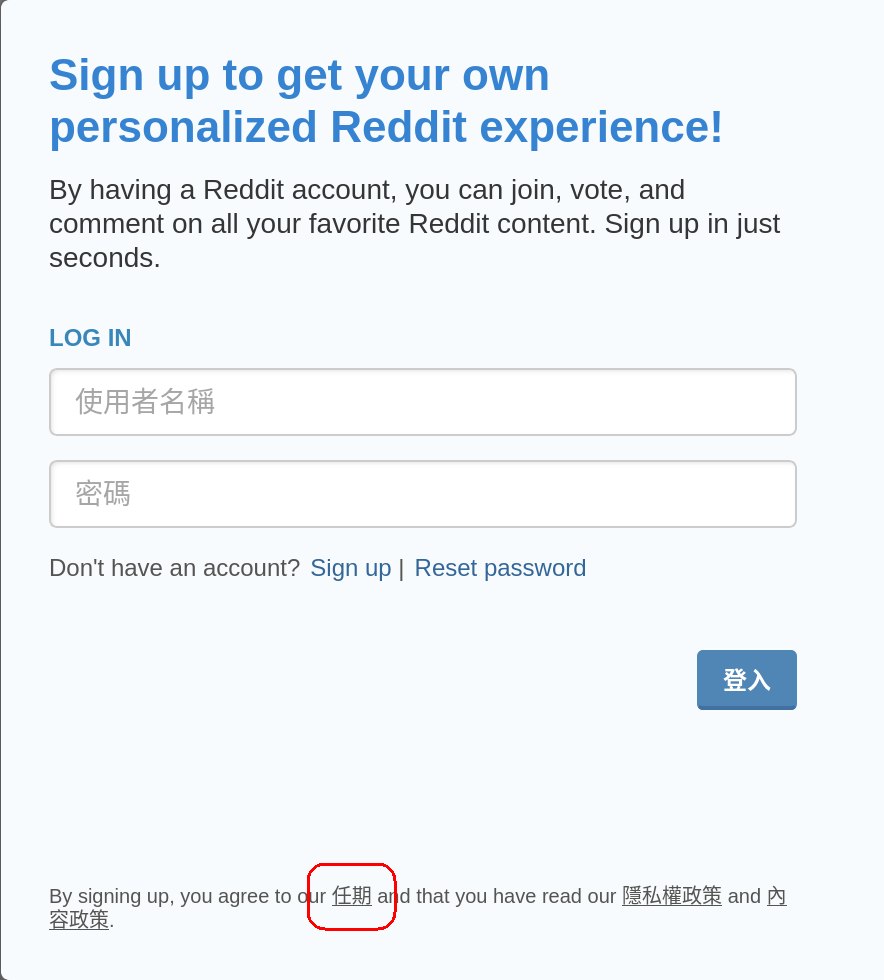 Sign up to get your own
personalized Reddit experience!
By having a Reddit account, you can join, vote, and
comment on all your favorite Reddit content. Sign up in just
seconds.
LOG IN
使用者名稱
密碼
Don't have an account? Sign up | Reset password
登入
By signing up, you agree to our 任期 and that you have read our 隱私權政策 and 內
容政策.